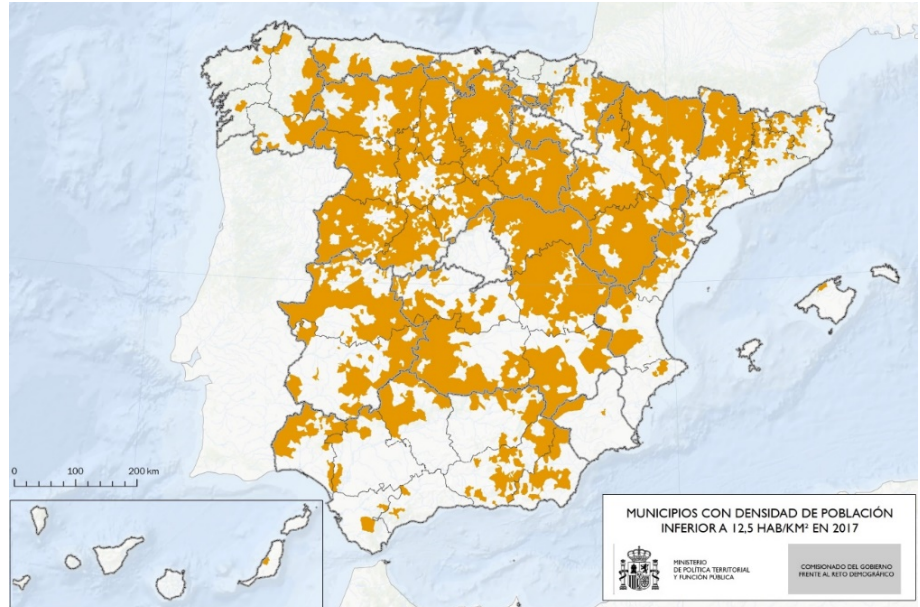 0 100 200 km
MUNICIPIOS CON DENSIDAD DE POBLACIÓN
INFERIOR A 12,5 HAB/KM² EN 2017
MINISTERIO
DE POLÍTICA TERRITORIAL
Y FUNCIÓN PÚBLICA
COMISIONADO DEL GOBIERNO
FRENTE AL RETO DEMOGRÁFICO